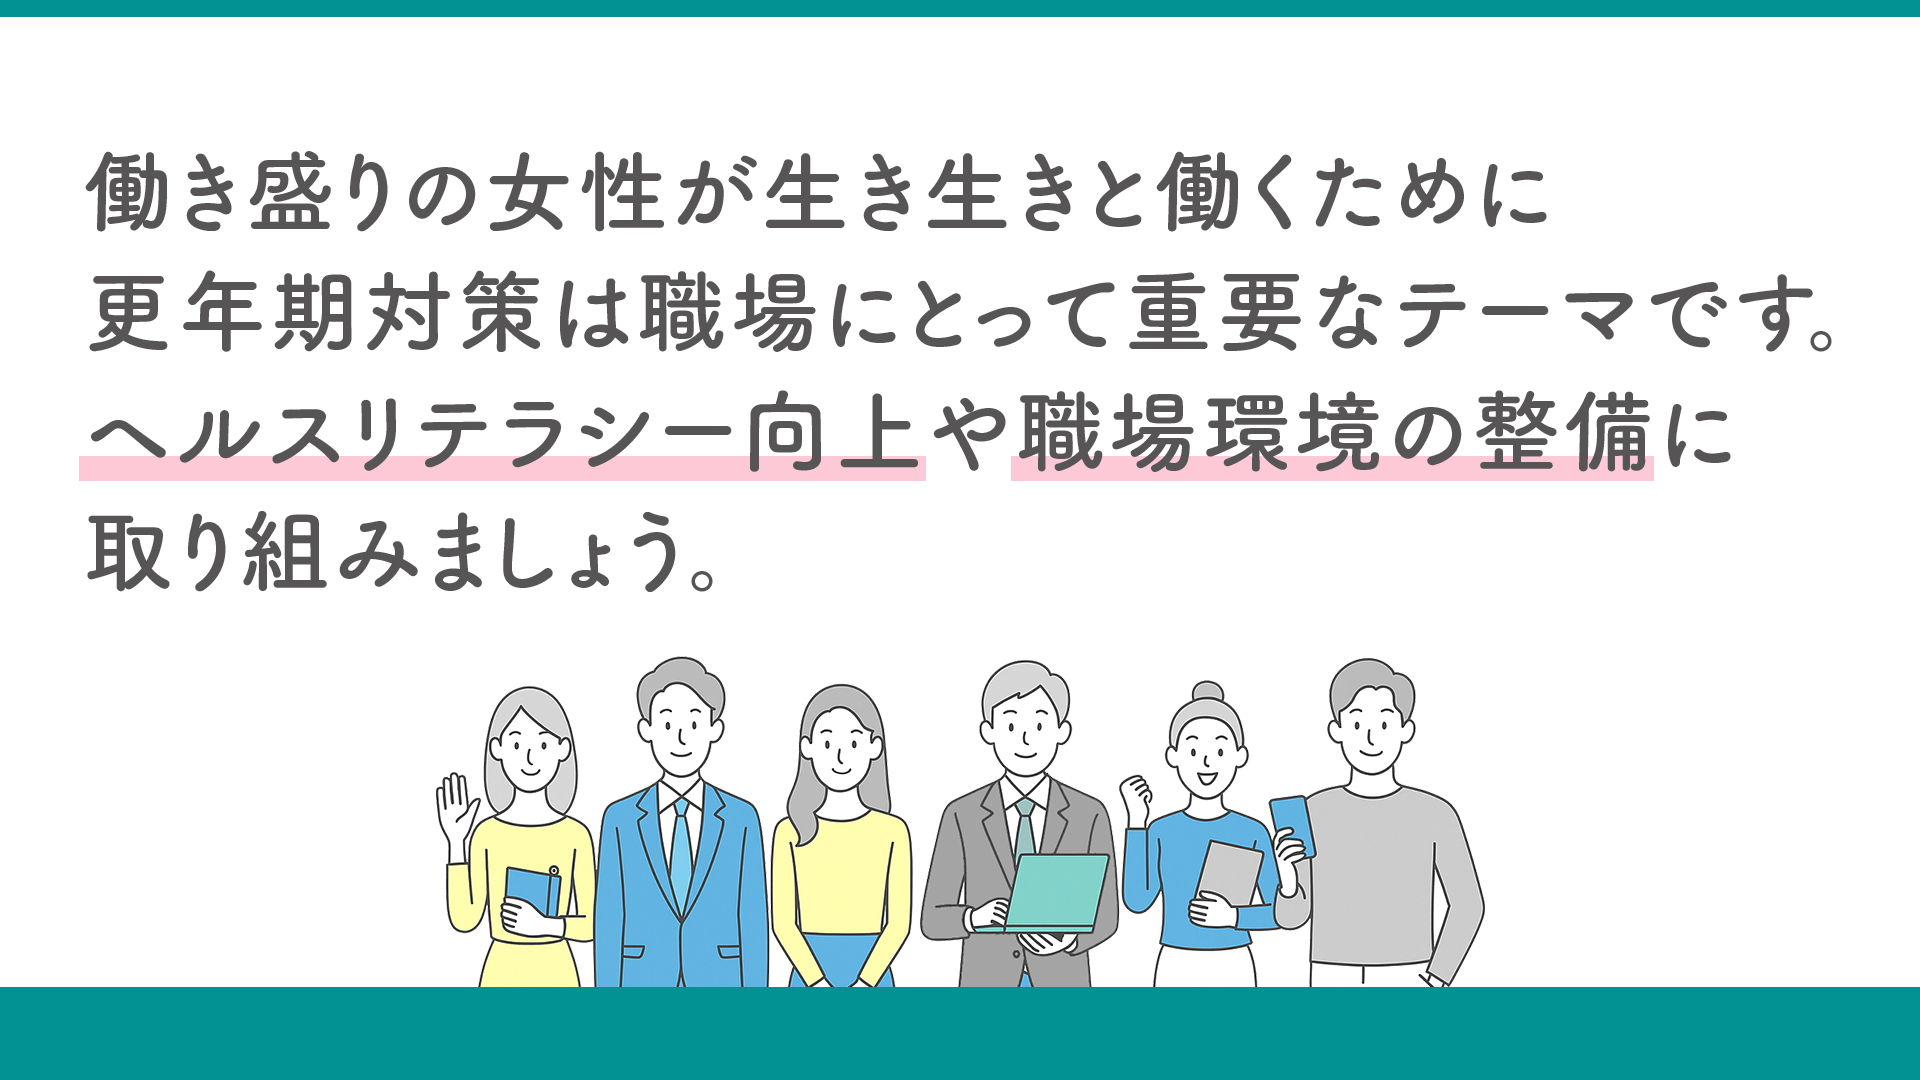 働き盛りの女性が生き生きと働くために
更年期対策は職場にとって重要なテーマです。
ヘルスリテラシー向上や職場環境の整備に
取り組みましょう。